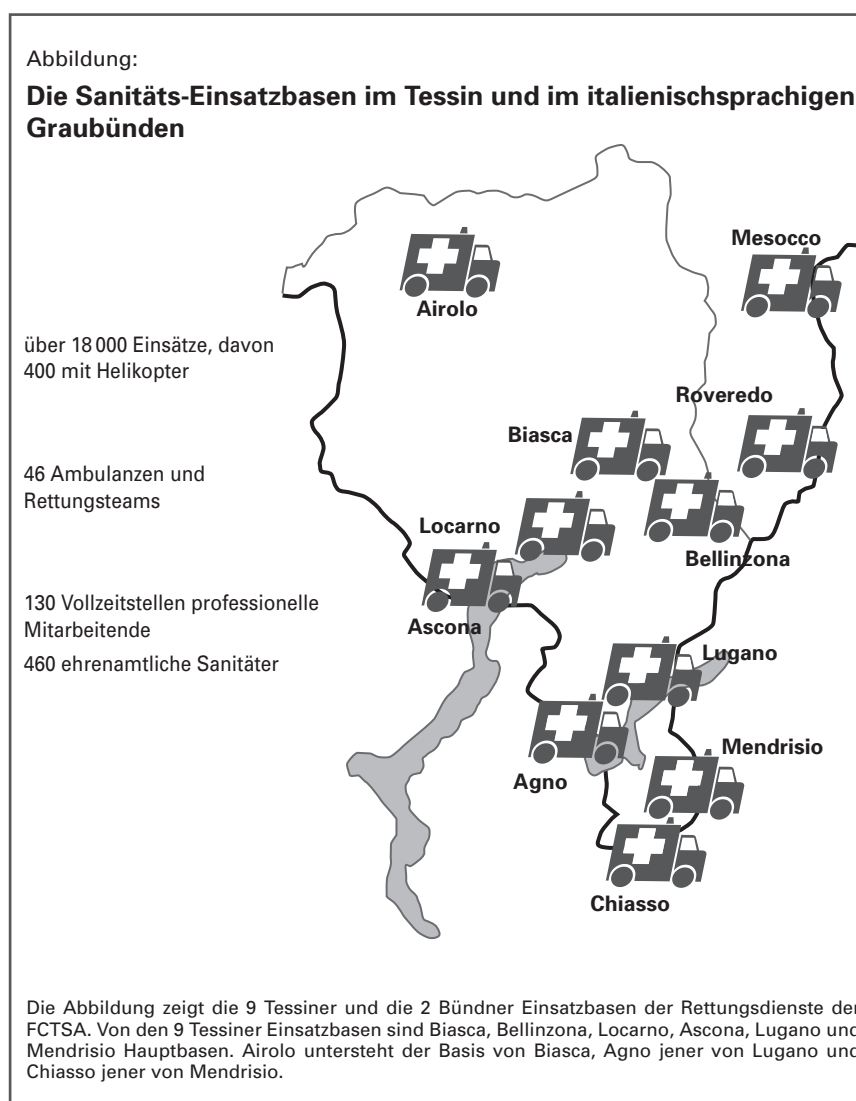 Abbildung:
Die Sanitäts-Einsatzbasen im Tessin und im italienischsprachigen
Graubünden
Mesocco
Airolo
über 18 000 Einsätze, davon
400 mit Helikopter
Roveredo
Biasca
46 Ambulanzen und
Rettungsteams
Locarno
Bellinzona
130 Vollzeitstellen professionelle
Mitarbeitende
Ascona
460 ehrenamtliche Sanitäter
Lugano
Mendrisio
Agno
Chiasso
Die Abbildung zeigt die 9 Tessiner und die 2 Bündner Einsatzbasen der Rettungsdienste der
FCTSA. Von den 9 Tessiner Einsatzbasen sind Biasca, Bellinzona, Locarno, Ascona, Lugano und
Mendrisio Hauptbasen. Airolo untersteht der Basis von Biasca, Agno jener von Lugano und
Chiasso jener von Mendrisio.